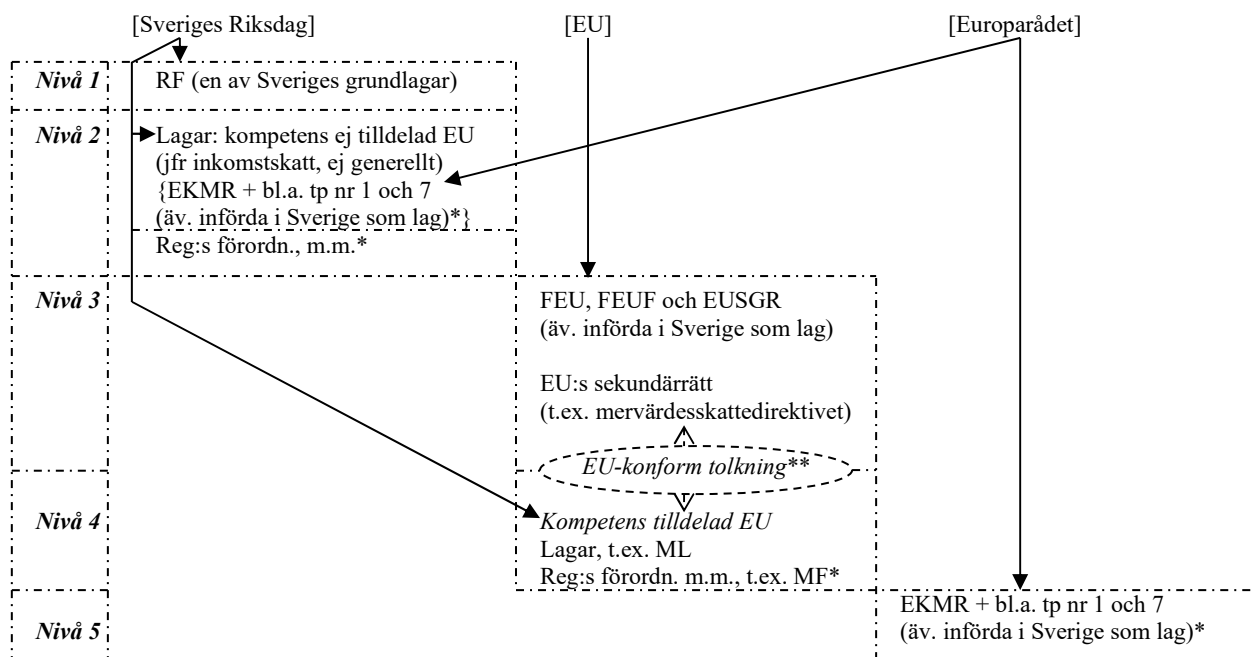 [Sveriges Riksdag] [EU] [Europarådet]
Nivå 1 RF (en av Sveriges grundlagar)
Nivå 2 Lagar: kompetens ej tilldelad EU
(jfr inkomstskatt, ej generellt)
{EKMR + bl.a. tp nr 1 och 7
(äv. införda i Sverige som lag)*}
Reg:s förordn., m.m.*
Nivå 3 FEU, FEUF och EUSGR
(äv. införda i Sverige som lag)
EU:s sekundärrätt
(t.ex. mervärdesskattedirektivet)
EU-konform tolkning**
Nivå 4 Kompetens tilldelad EU
Lagar, t.ex. ML
Reg:s förordn. m.m., t.ex. MF*
EKMR + bl.a. tp nr 1 och 7
Nivå 5 (äv. införda i Sverige som lag)*